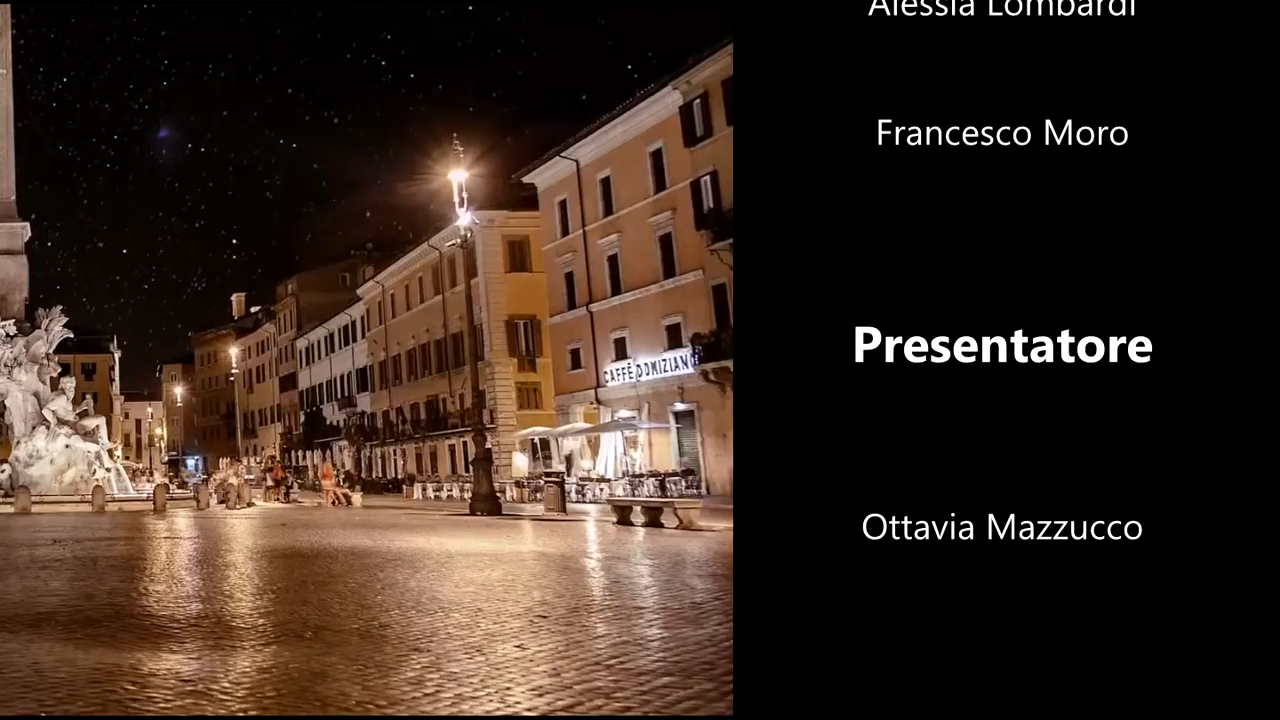 Alessia Lombardi
Francesco Moro
Presentatore
Ottavia Mazzucco
CAFFÈ DOMIZIANO